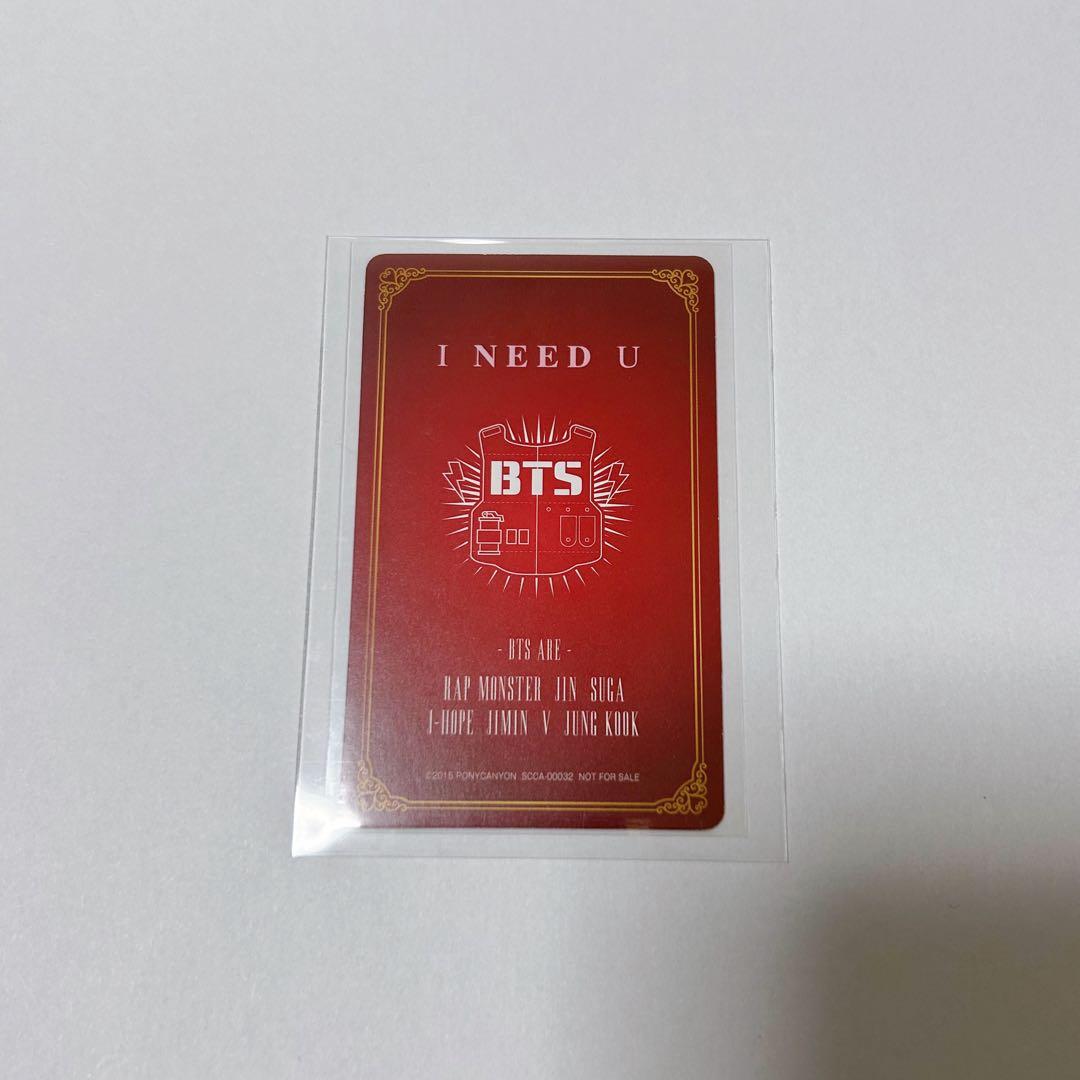 I NEED U
BTS
- BTS ARE -
RAP MONSTER JIN SUGA
J-HOPE JIMIN V JUNG KOOK
©2015 PONYCANYON SCCA-00032 NOT FOR SALE